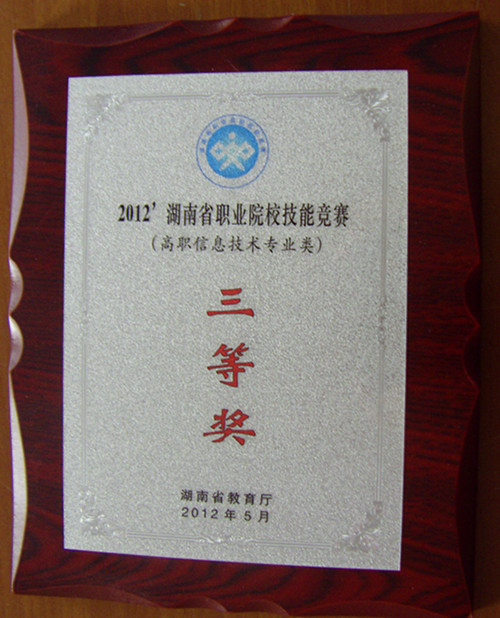 2012’湖南省职业院校技能竞赛
(高职信息技术专业类)
三
等
奖
湖南省教育厅
2012年5月